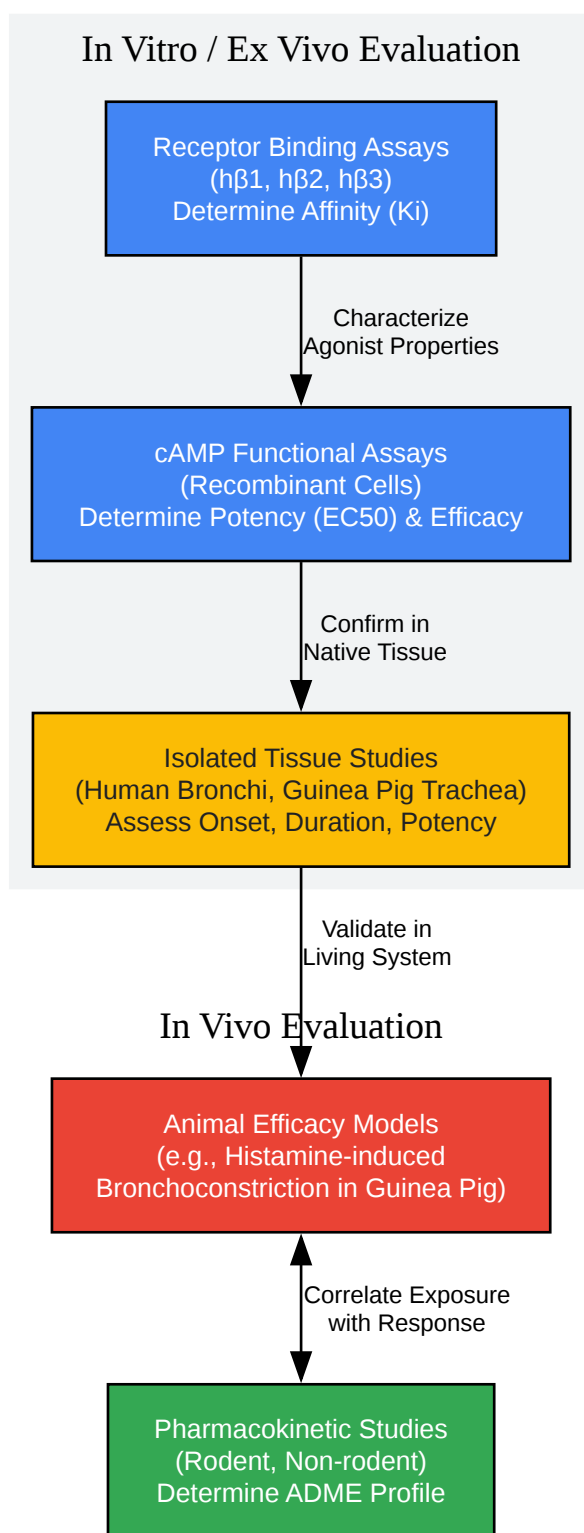 In Vitro / Ex Vivo Evaluation
Receptor Binding Assays
(hβ1, hβ2, hβ3)
Determine Affinity (Ki)
Characterize
Agonist Properties
cAMP Functional Assays
(Recombinant Cells)
Determine Potency (EC50) & Efficacy
Confirm in
Native Tissue
Isolated Tissue Studies
(Human Bronchi, Guinea Pig Trachea)
Assess Onset, Duration, Potency
Validate in
Living System
In Vivo Evaluation
Animal Efficacy Models
(e.g., Histamine-induced
Bronchoconstriction in Guinea Pig)
Correlate Exposure
with Response
Pharmacokinetic Studies
(Rodent, Non-rodent)
Determine ADME Profile